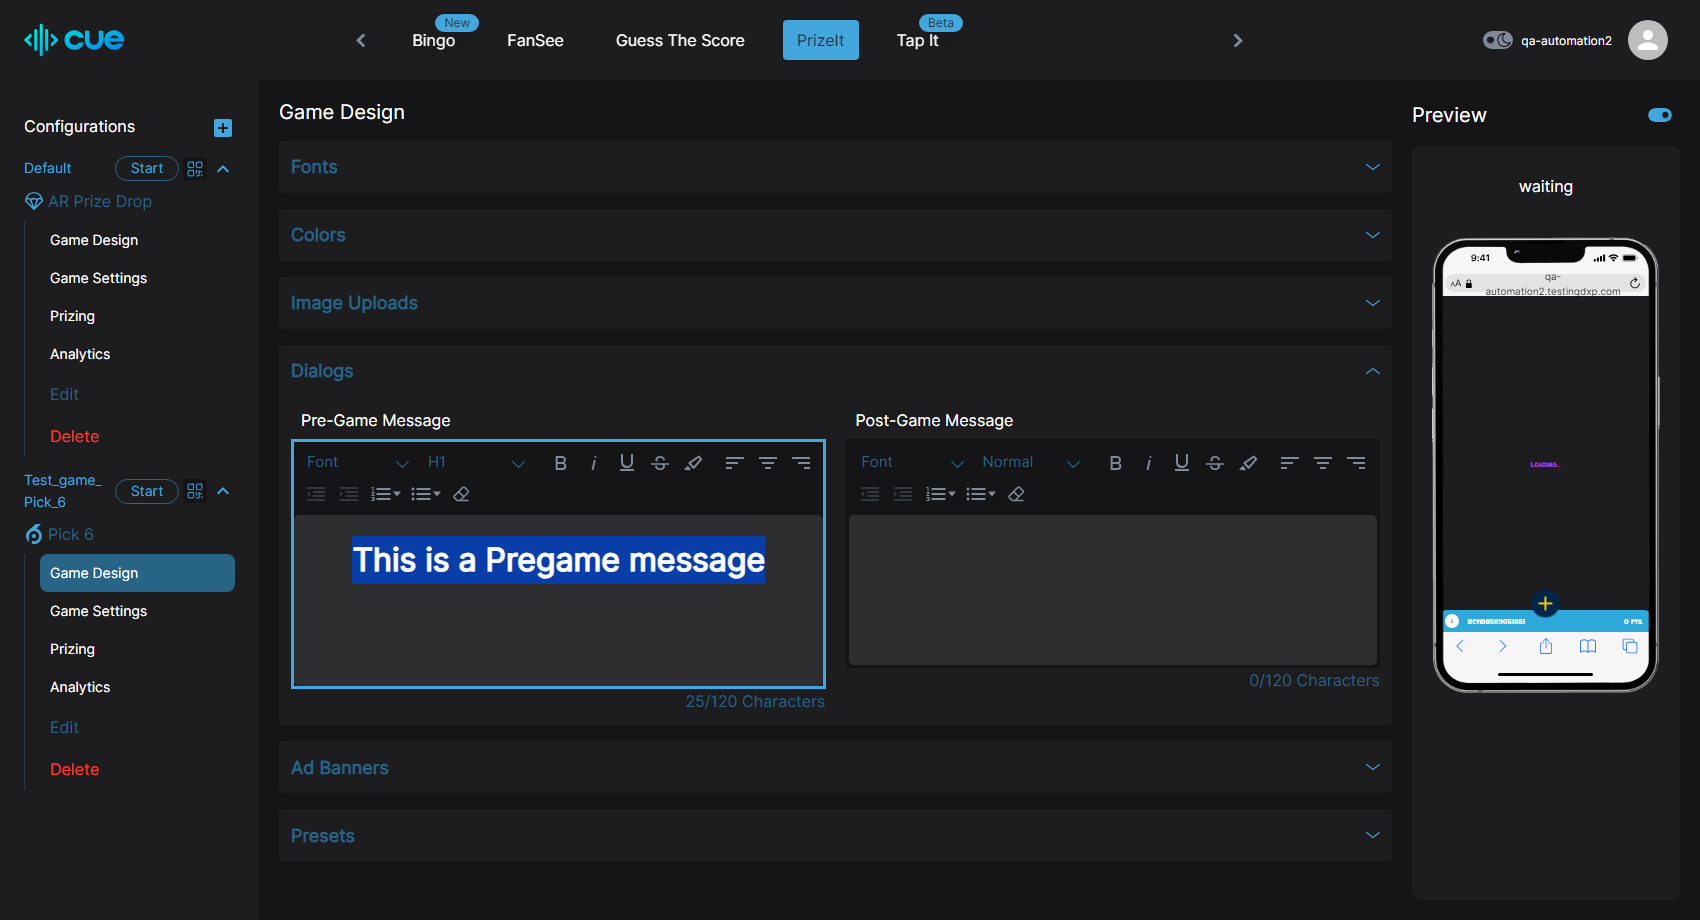 cue
New
Bingo
FanSee
Guess The Score
PrizeIt
Beta
Tap It
qa-automation2
Configurations
Default
Start
AR Prize Drop
Game Design
Game Settings
Prizing
Analytics
Edit
Delete
Test_game_
Pick_6
Start
Pick 6
Game Design
Game Settings
Prizing
Analytics
Edit
Delete
Game Design
Fonts
Colors
Image Uploads
Dialogs
Pre-Game Message
Font H1
B i U S
This is a Pregame message
25/120 Characters
Post-Game Message
Font Normal
B i U S
0/120 Characters
Ad Banners
Presets
Preview
waiting
9:41
AA
qa-
automation2.testingdxp.com
LOADING...
0 PTS.